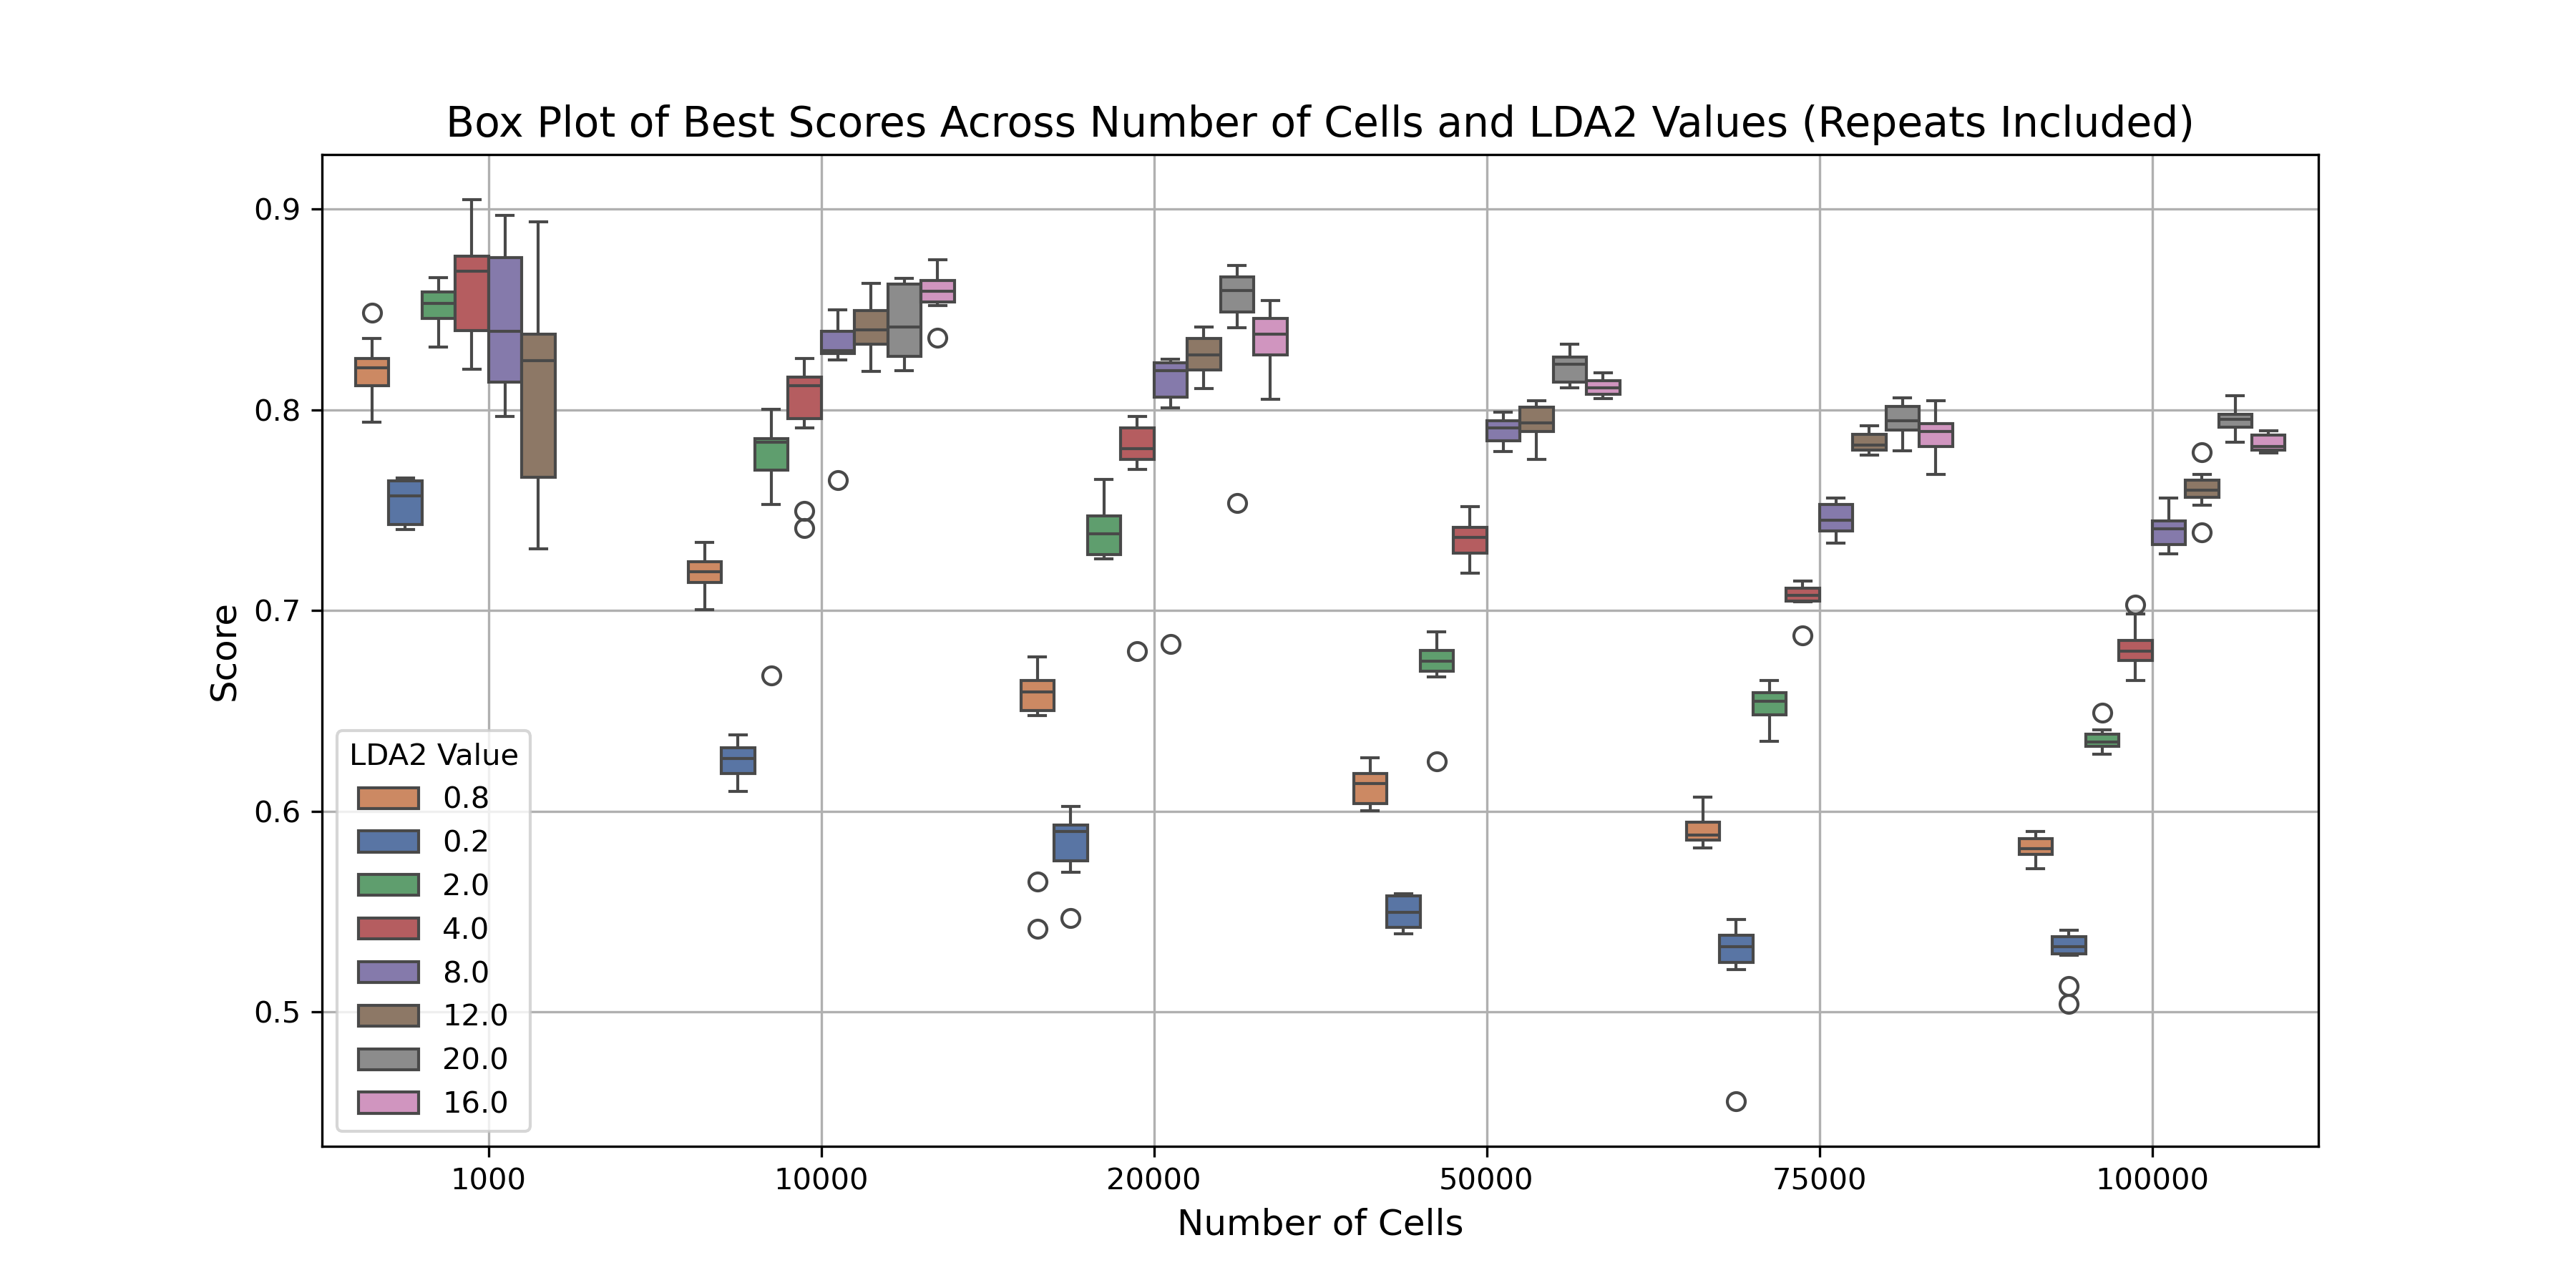 Box Plot of Best Scores Across Number of Cells and LDA2 Values (Repeats Included)
Score
0.9
0.8
0.7
0.6
0.5
LDA2 Value
0.8
0.2
2.0
4.0
8.0
12.0
20.0
16.0
1000 10000 20000 50000 75000 100000
Number of Cells